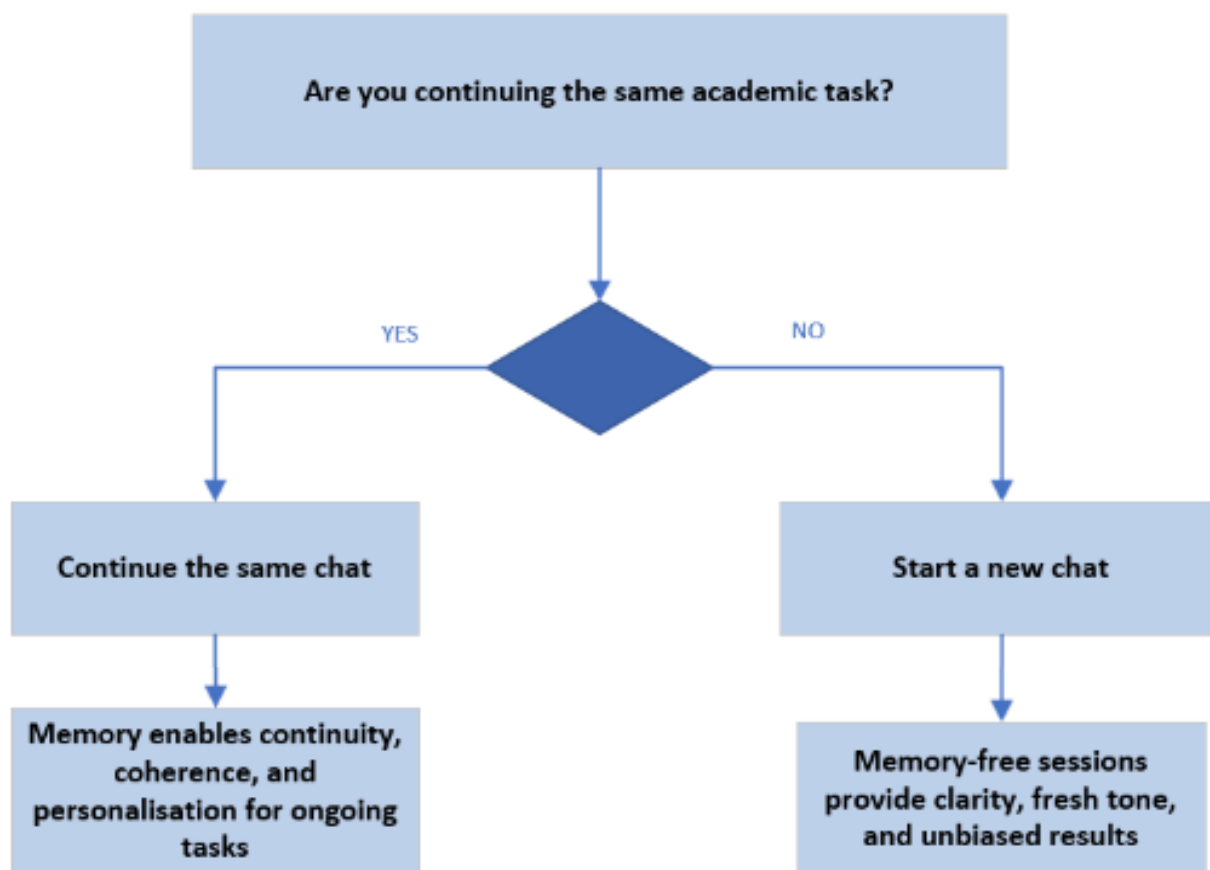 Are you continuing the same academic task?
YES
NO
Continue the same chat
Start a new chat
Memory enables continuity,
coherence, and
personalisation for ongoing
tasks
Memory-free sessions
provide clarity, fresh tone,
and unbiased results